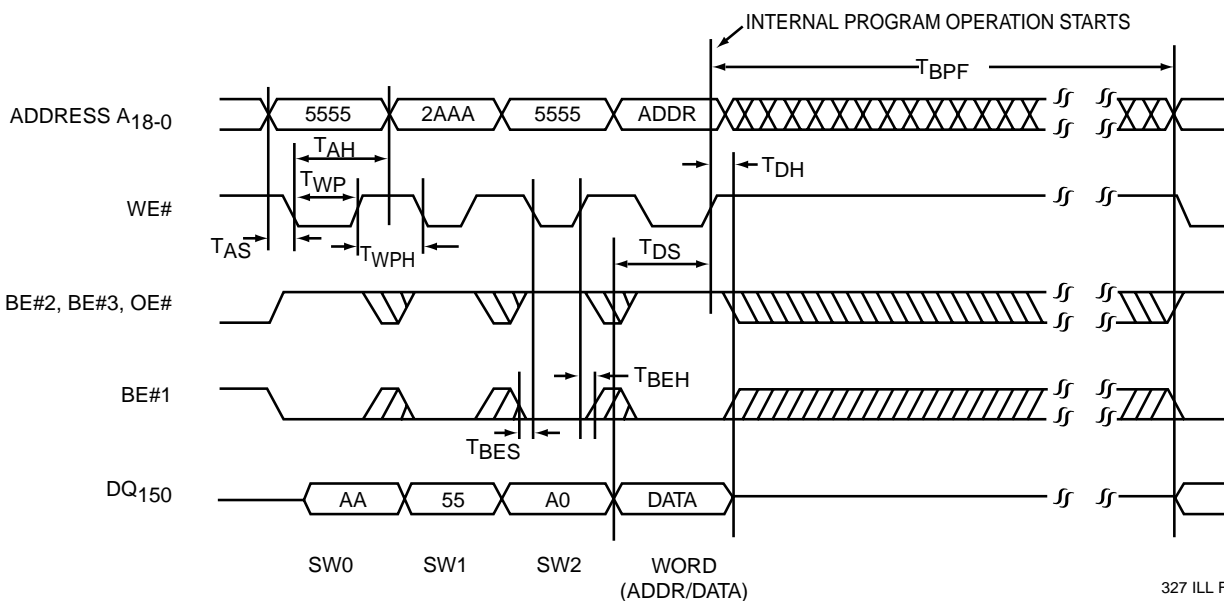 INTERNAL PROGRAM OPERATION STARTS
TBPF
ADDRESS A18-0
5555
2AAA
5555
ADDR
TAH
TDH
TWP
WE#
TAS
TWPH
TDS
BE#2, BE#3, OE#
TBEH
BE#1
TBES
DQ150
AA
55
A0
DATA
SW0
SW1
SW2
WORD
(ADDR/DATA)
327 ILL F